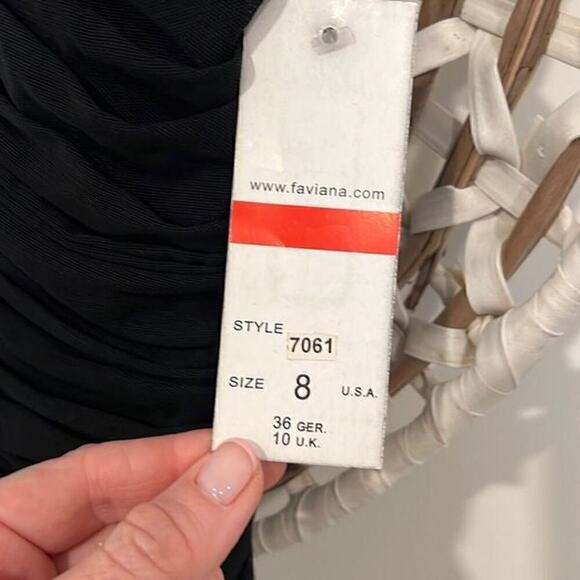 www.faviana.com
STYLE 7061
SIZE 8 U.S.A.
36 GER.
10 U.K.